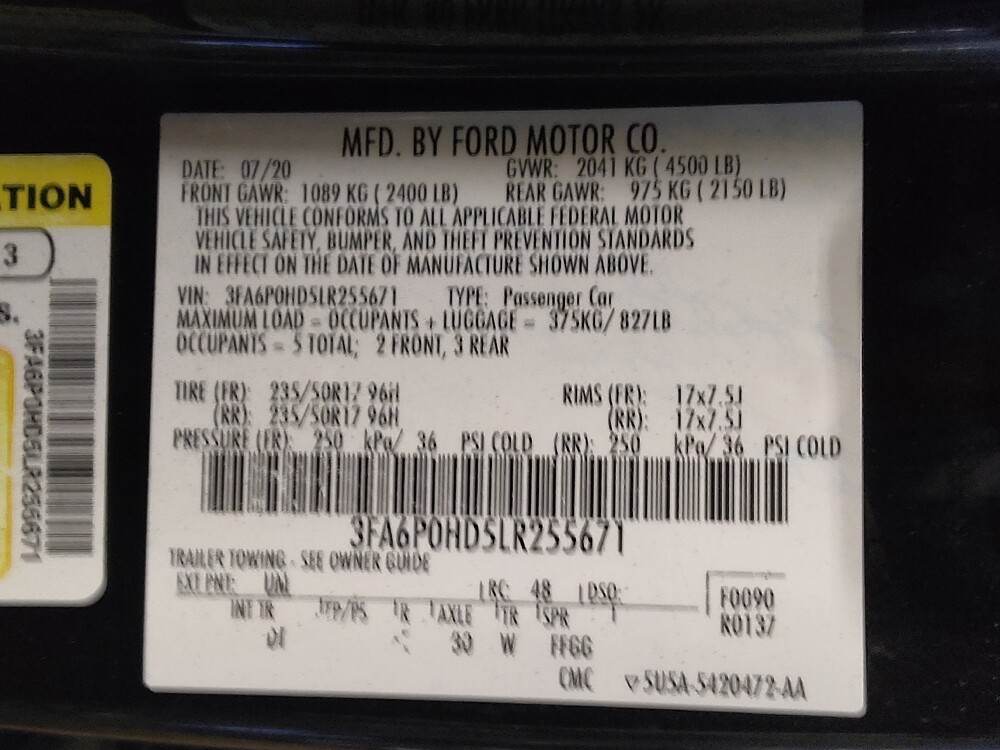 MFD. BY FORD MOTOR CO.
DATE: 07/20 GVWR: 2041 KG ( 4500 LB)
FRONT GAWR: 1089 KG ( 2400 LB) REAR GAWR: 975 KG ( 2150 LB)
THIS VEHICLE CONFORMS TO ALL APPLICABLE FEDERAL MOTOR
VEHICLE SAFETY, BUMPER, AND THEFT PREVENTION STANDARDS
IN EFFECT ON THE DATE OF MANUFACTURE SHOWN ABOVE.
VIN: 3FA6P0HD5LR255671 TYPE: Passenger Car
MAXIMUM LOAD = OCCUPANTS + LUGGAGE = 375KG/ 827LB
OCCUPANTS = 5 TOTAL; 2 FRONT, 3 REAR
TIRE (FR): 235/50R17 96H RIMS (FR): 17x7.5J
(RR): 235/50R17 96H (RR): 17x7.5J
PRESSURE (FR): 250 kPa/ 36 PSI COLD (RR): 250 kPa/ 36 PSI COLD
3FA6P0HD5LR255671
TRAILER TOWING - SEE OWNER GUIDE
EXT PNT: RC: 48 DSO:
INT TR TP/PS R AXLE TR SPR
30 W FFGG
F0090
R0137
CMC ▽5U5A-5420472-AA
TION
3
S.
3FA6P0HD5LR255671